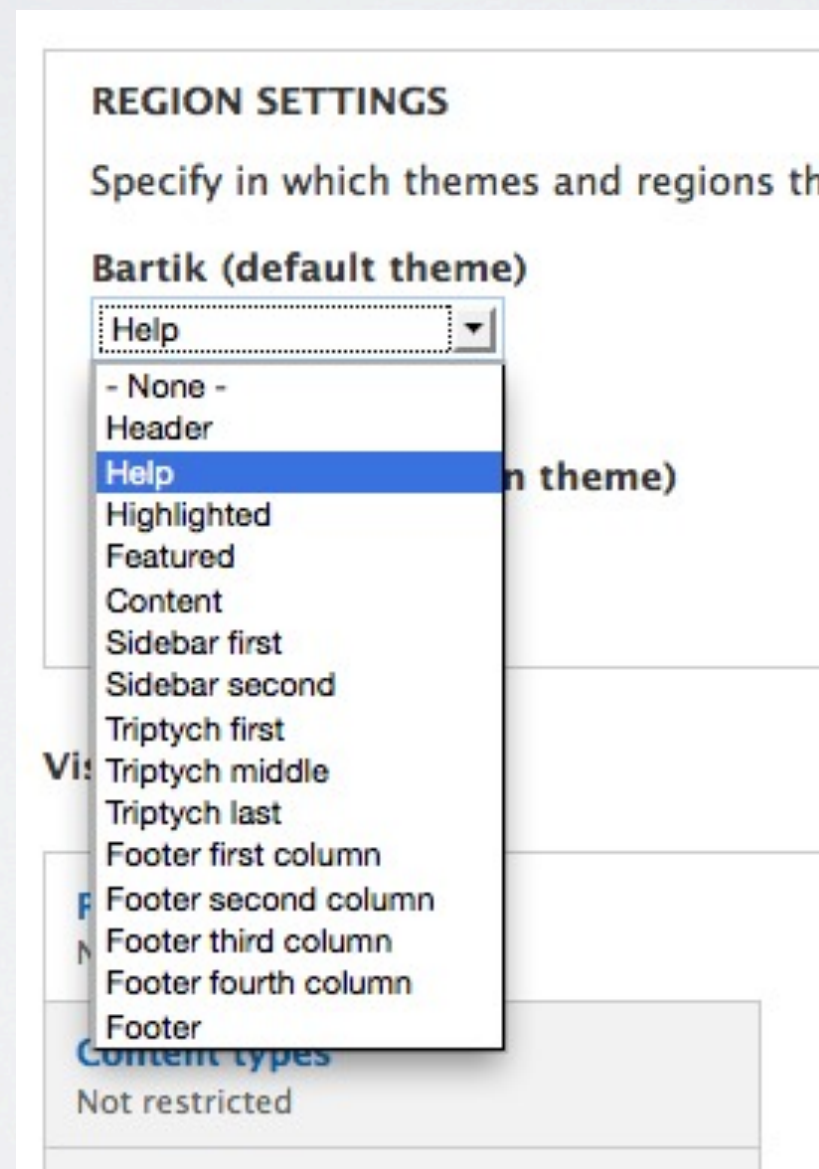 REGION SETTINGS
Specify in which themes and regions th
Bartik (default theme)
Help
- None -
Header
Help
n theme)
Highlighted
Featured
Content
Sidebar first
Sidebar second
Triptych first
Vis
Triptych middle
Triptych last
Footer first column
Footer second column
Footer third column
Footer fourth column
Footer
Content types
Not restricted